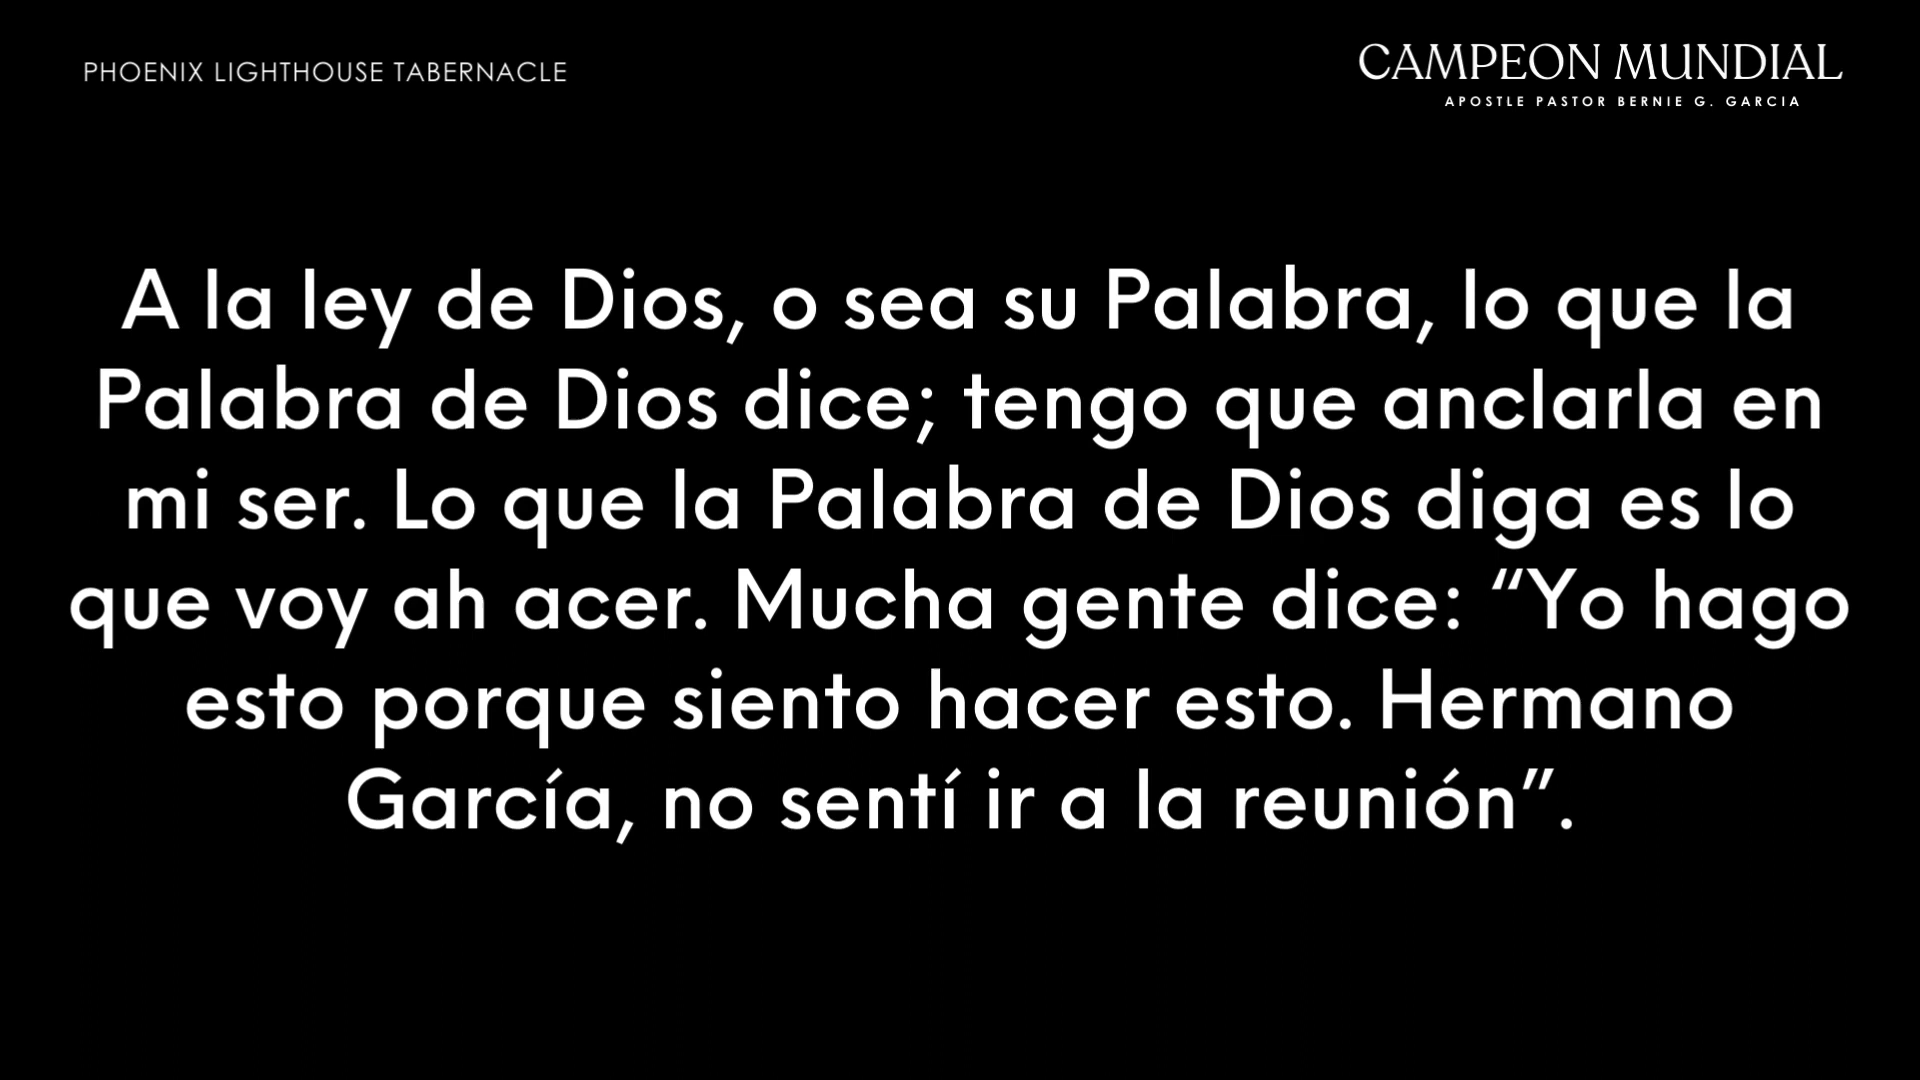 PHOENIX LIGHTHOUSE TABERNACLE
CAMPEON MUNDIAL
APOSTLE PASTOR BERNIE G. GARCIA
A la ley de Dios, o sea su Palabra, lo que la
Palabra de Dios dice; tengo que anclarla en
mi ser. Lo que la Palabra de Dios diga es lo
que voy ah acer. Mucha gente dice: “Yo hago
esto porque siento hacer esto. Hermano
García, no sentí ir a la reunión”.